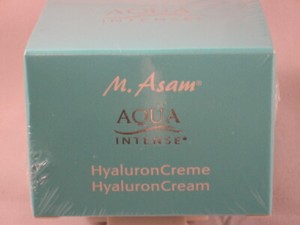 M. Asam®
AQUA
INTENSE®
HyaluronCreme
HyaluronCream